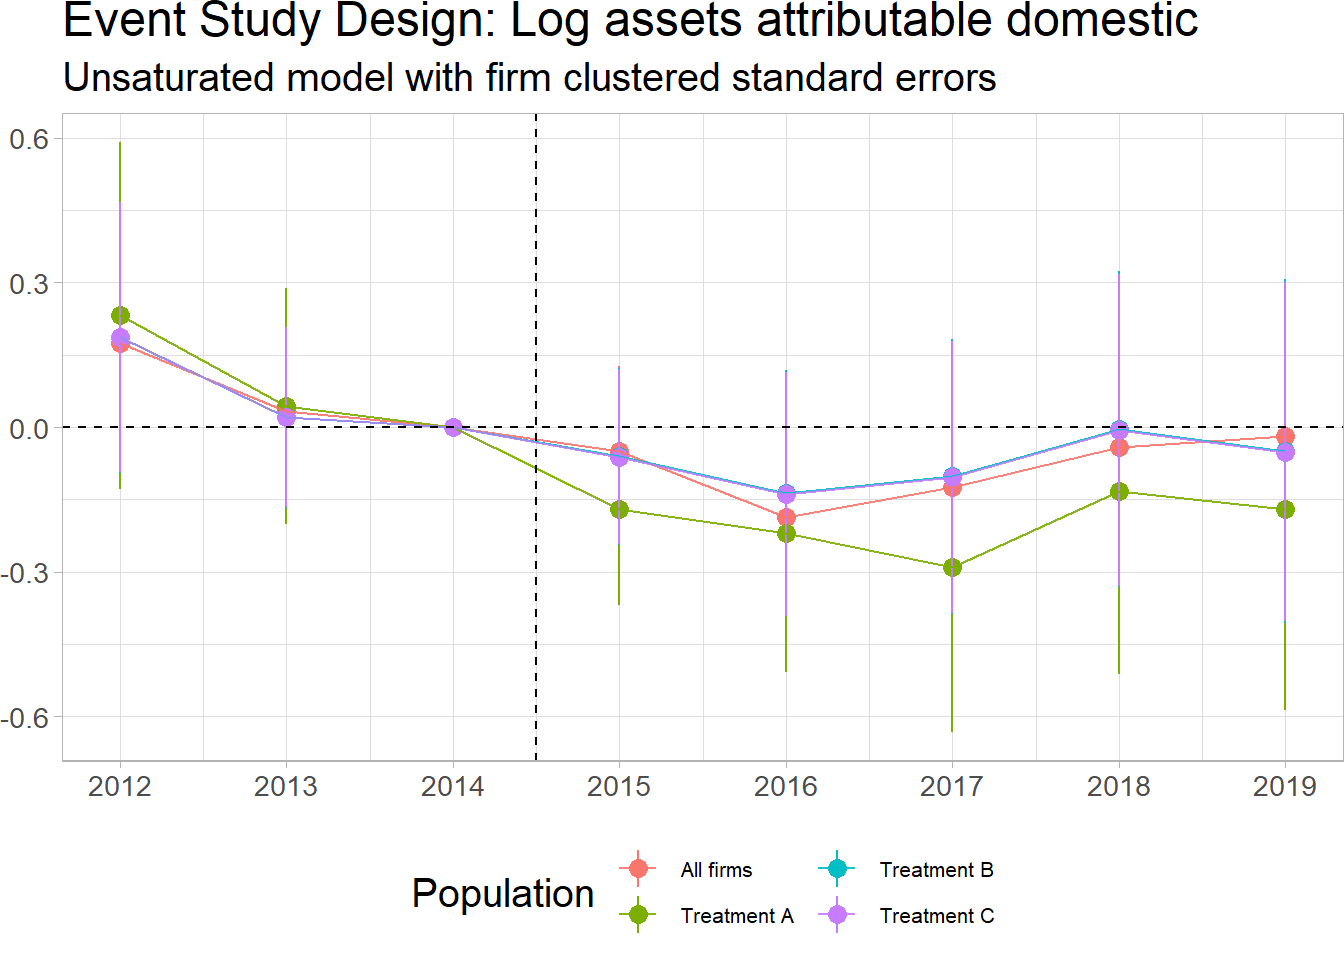 Event Study Design: Log assets attributable domestic
Unsaturated model with firm clustered standard errors
0.6
0.3
0.0
-0.3
-0.6
2012 2013 2014 2015 2016 2017 2018 2019
Population
All firms
Treatment B
Treatment A
Treatment C